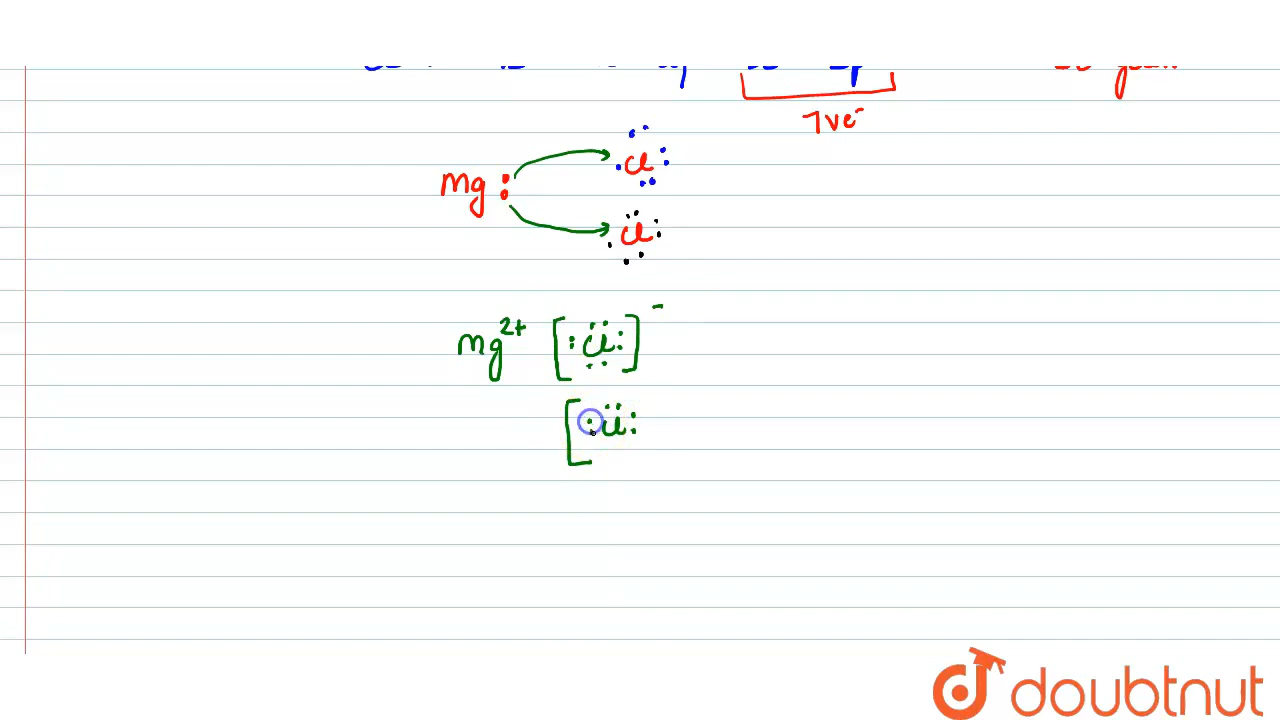 7ve⁻
Cl
Mg :
Cl
Mg²⁺ [:Cl:]⁻
[:Cl:
doubtnut